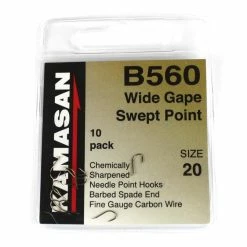 KAMASAN
B560
Wide Gape
Swept Point
10
pack
SIZE
20
Chemically
Sharpened
Needle Point Hooks
Barbed Spade End
Fine Gauge Carbon Wire